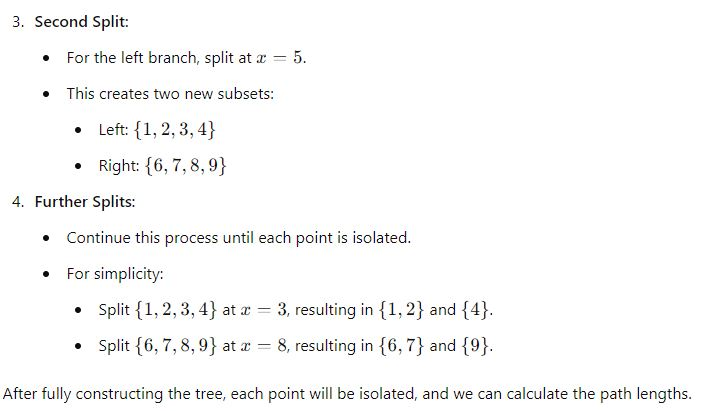 3. Second Split:
• For the left branch, split at x = 5.
• This creates two new subsets:
• Left: {1, 2, 3, 4}
• Right: {6, 7, 8, 9}
4. Further Splits:
• Continue this process until each point is isolated.
• For simplicity:
• Split {1, 2, 3, 4} at x = 3, resulting in {1, 2} and {4}.
• Split {6, 7, 8, 9} at x = 8, resulting in {6, 7} and {9}.
After fully constructing the tree, each point will be isolated, and we can calculate the path lengths.